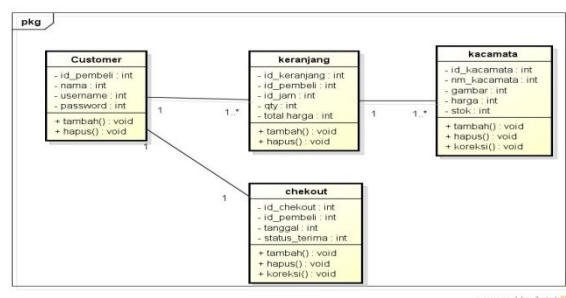 pkg
Customer
- id_pembeli : int
- nama : int
- username : int
- password : int
+ tambah() : void
+ hapus() : void
1
1..*
keranjang
- id_keranjang : int
- id_pembeli : int
- id_jam : int
- qty : int
- total harga : int
+ tambah() : void
+ hapus() : void
1
1..*
kacamata
- id_kacamata : int
- nm_kacamata : int
- gambar : int
- harga : int
- stok : int
+ tambah() : void
+ hapus() : void
+ koreksi() : void
1
1
chekout
- id_chekout : int
- id_pembeli : int
- tanggal : int
- status_terima : int
+ tambah() : void
+ hapus() : void
+ koreksi() : void